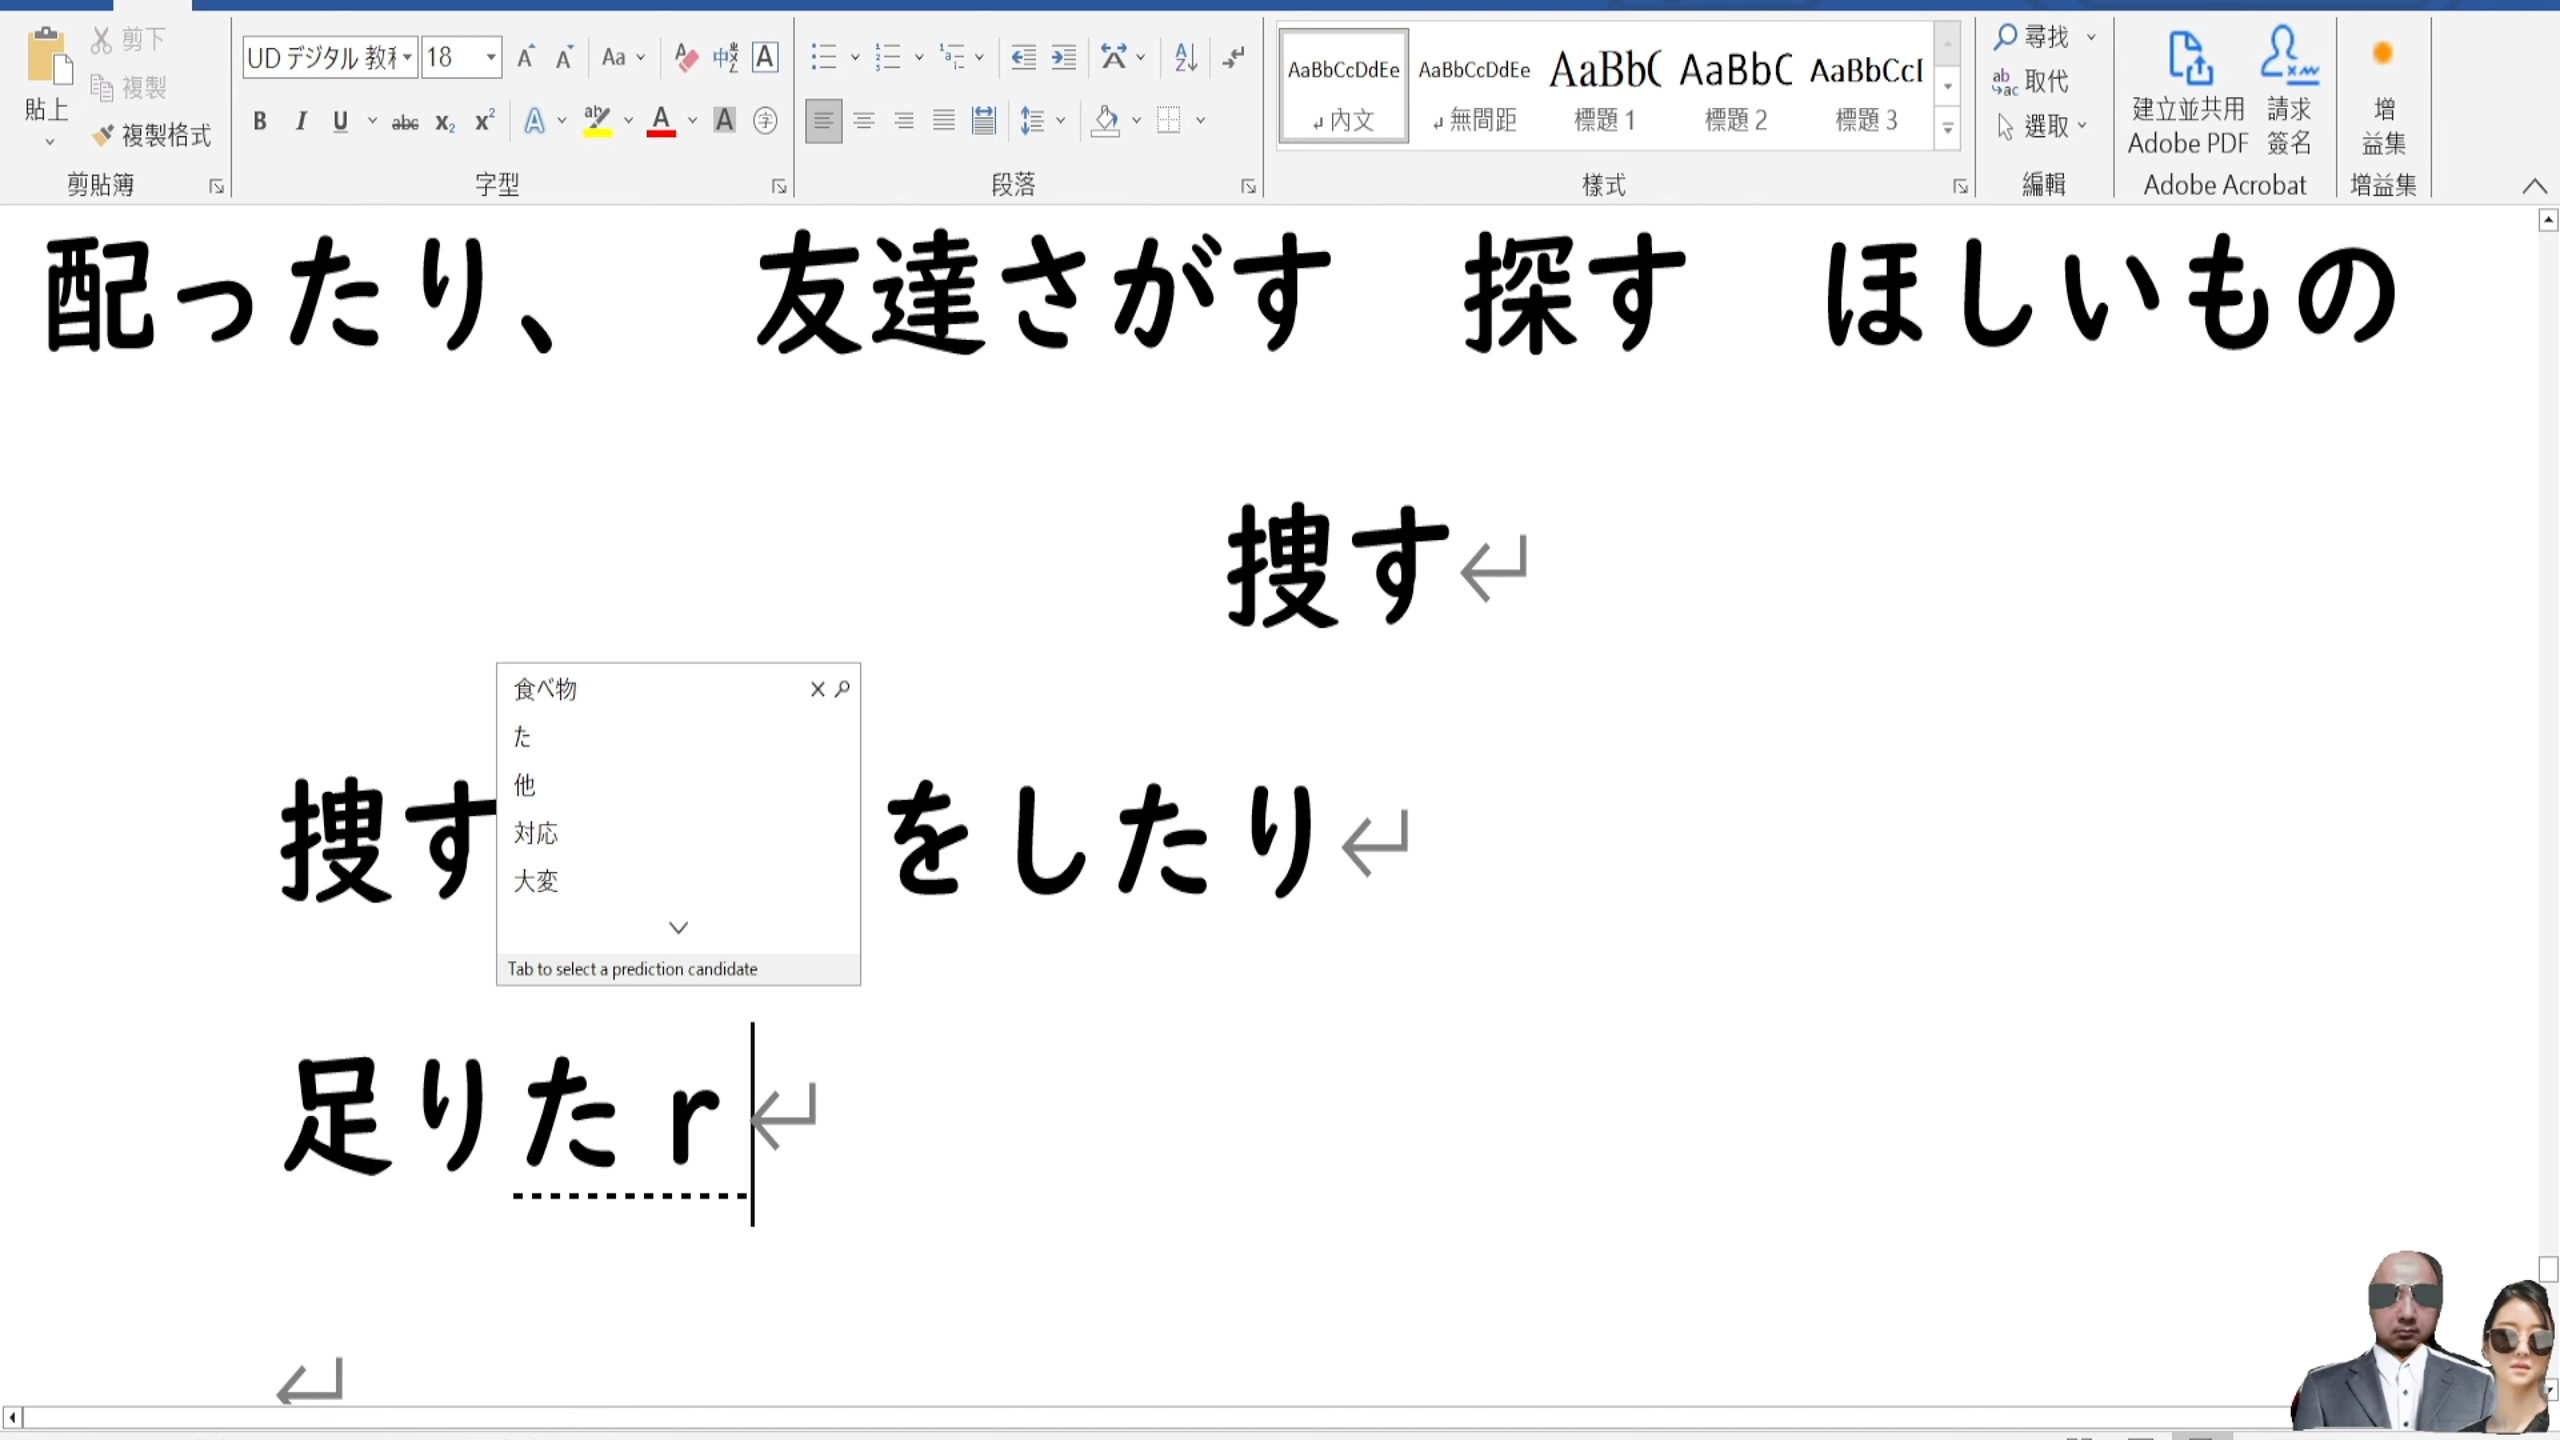 貼上
剪下
複製
複製格式
剪貼簿
UD デジタル 教科
18
Aa
B I U abc x₂ x²
字型
段落
AaBbCcDdEe
內文
AaBbCcDdEe
無間距
AaBbC
標題 1
AaBbC
標題 2
AaBbCcI
標題 3
樣式
尋找
取代
選取
編輯
建立並共用
Adobe PDF
請求
簽名
Adobe Acrobat
增
益集
增益集
配ったり、　友達さがす　探す　ほしいもの
捜す
捜す
をしたり
食べ物
た
他
対応
大変
Tab to select a prediction candidate
足りたｒ